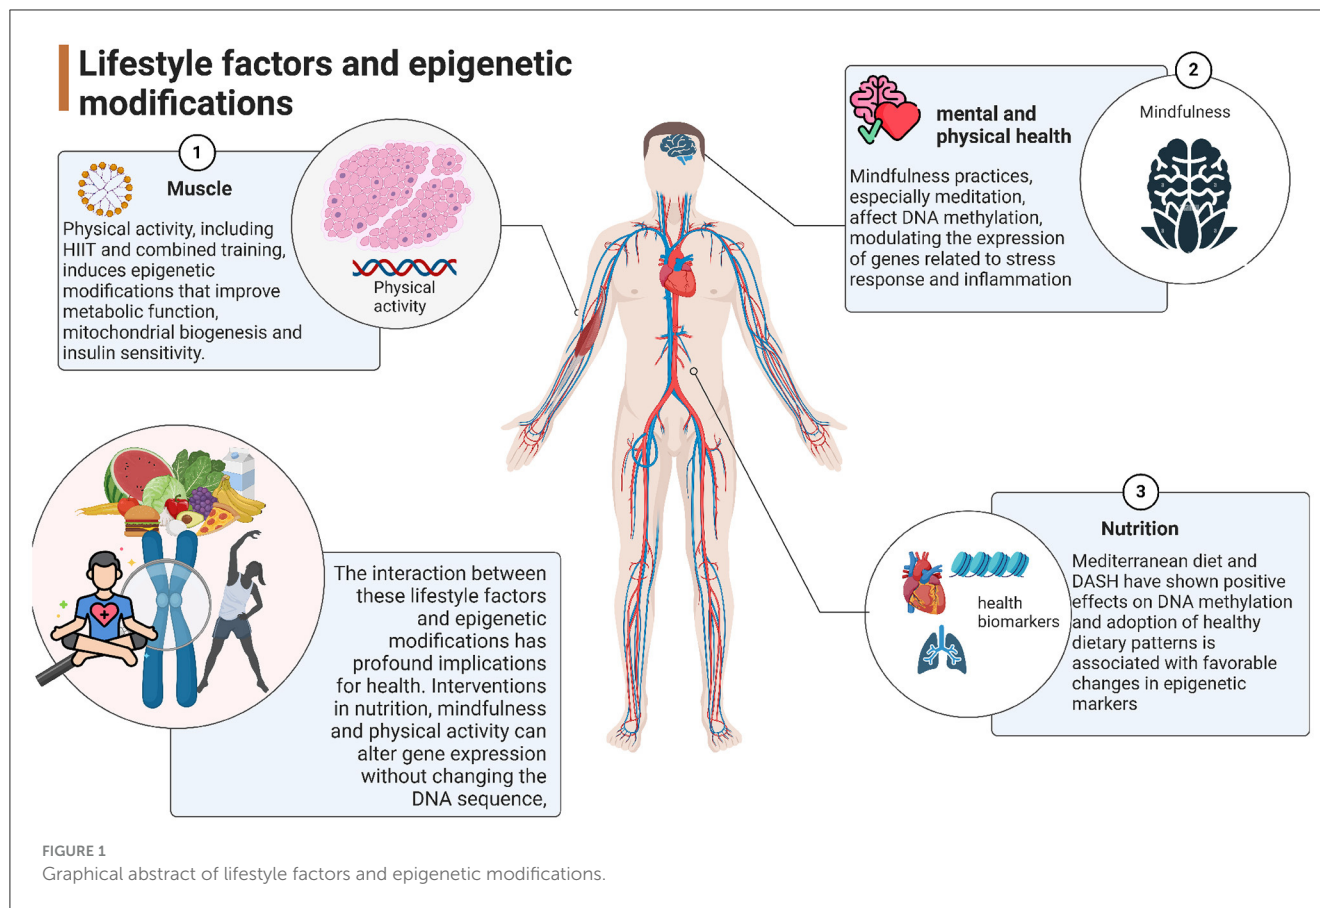 Lifestyle factors and epigenetic
modifications
1
Muscle
Physical activity, including
HIIT and combined training,
induces epigenetic
modifications that improve
metabolic function,
mitochondrial biogenesis and
insulin sensitivity.
Physical
activity
2
mental and
physical health
Mindfulness practices,
especially meditation,
affect DNA methylation,
modulating the expression
of genes related to stress
response and inflammation
Mindfulness
3
Nutrition
Mediterranean diet and
DASH have shown positive
effects on DNA methylation
and adoption of healthy
dietary patterns is
associated with favorable
changes in epigenetic
markers
health
biomarkers
The interaction between
these lifestyle factors
and epigenetic
modifications has
profound implications
for health. Interventions
in nutrition, mindfulness
and physical activity can
alter gene expression
without changing the
DNA sequence,
FIGURE 1
Graphical abstract of lifestyle factors and epigenetic modifications.